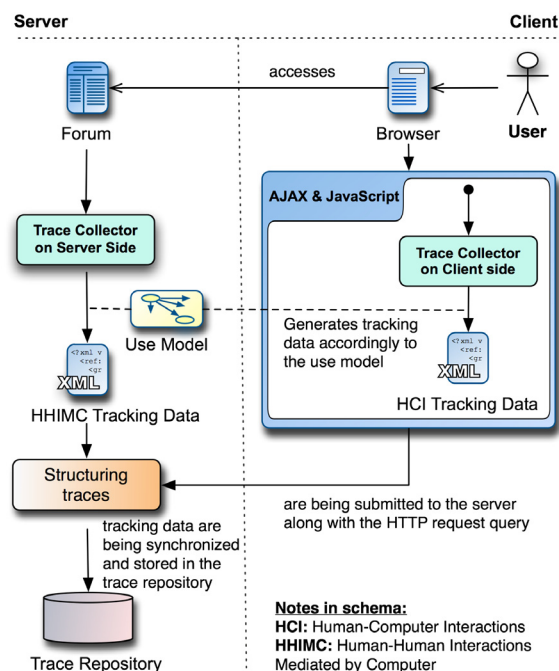 Server
Client
accesses
Forum
Browser
User
AJAX & JavaScript
Trace Collector
on Server Side
Trace Collector
on Client side
Use Model
Generates tracking
data accordingly to
the use model
<?xml v
<ref:
<gr
XML
HHIMC Tracking Data
<?xml v
<ref:
<gr
XML
HCI Tracking Data
Structuring
traces
are being submitted to the server
along with the HTTP request query
tracking data are
being synchronized
and stored in the
trace repository
Trace Repository
Notes in schema:
HCI: Human-Computer Interactions
HHIMC: Human-Human Interactions
Mediated by Computer